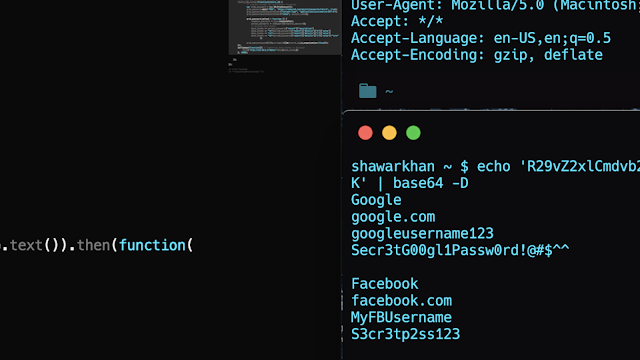 User-Agent: Mozilla/5.0 (Macintosh;
Accept: */*
Accept-Language: en-US,en;q=0.5
Accept-Encoding: gzip, deflate
~
shawarkhan ~ $ echo 'R29vZ2xlCmdvb2
K' | base64 -D
Google
google.com
googleusername123
Secr3tG00gl1Passw0rd!@#$^^
Facebook
facebook.com
MyFBUsername
S3cr3tp2ss123
.text()).then(function(